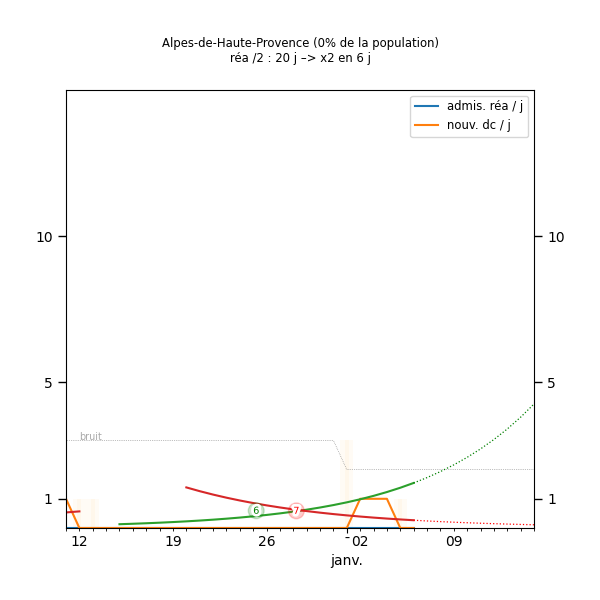 Alpes-de-Haute-Provence (0% de la population)
réa /2 : 20 j –> x2 en 6 j
admis. réa / j
nouv. dc / j
10 10
5 5
bruit
1 1
6 7
12 19 26 02 09
janv.